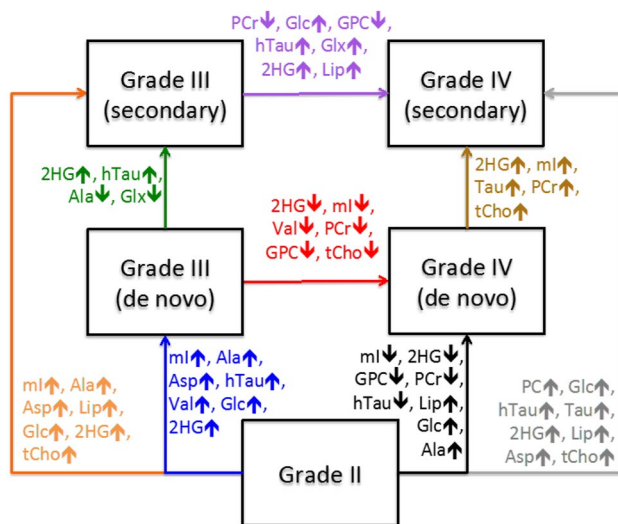 PCr↓, Glc↑, GPC↓,
hTau↑, Glx↑,
2HG↑, Lip↑
Grade III
(secondary)
Grade IV
(secondary)
2HG↑, hTau↑,
Ala↓, Glx↓
2HG↓, mI↓,
Val↓, PCr↓,
GPC↓, tCho↓
2HG↑, mI↑,
Tau↑, PCr↑,
tCho↑
Grade III
(de novo)
Grade IV
(de novo)
mI↑, Ala↑,
Asp↑, Lip↑,
Glc↑, 2HG↑,
tCho↑
mI↑, Ala↑,
Asp↑, hTau↑,
Val↑, Glc↑,
2HG↑
mI↓, 2HG↓,
GPC↓, PCr↓,
hTau↓, Lip↑,
Glc↑,
Ala↑
PC↑, Glc↑,
hTau↑, Tau↑,
2HG↑, Lip↑,
Asp↑, tCho↑
Grade II